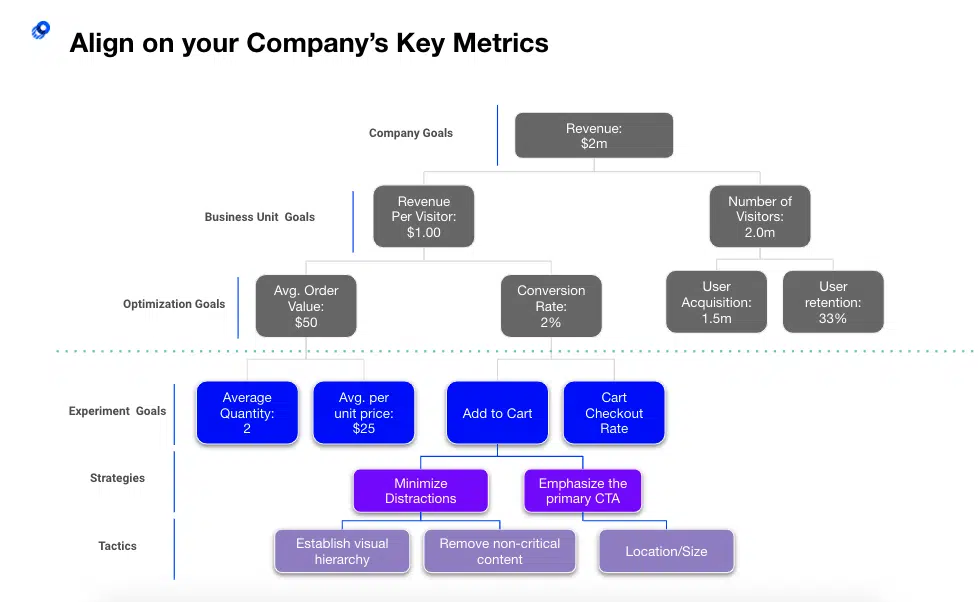 Align on your Company's Key Metrics
Company Goals
Revenue:
$2m
Business Unit Goals
Revenue
Per Visitor:
$1.00
Number of
Visitors:
2.0m
Optimization Goals
Avg. Order
Value:
$50
Conversion
Rate:
2%
User
Acquisition:
1.5m
User
retention:
33%
Experiment Goals
Average
Quantity:
2
Avg. per
unit price:
$25
Add to Cart
Cart
Checkout
Rate
Strategies
Minimize
Distractions
Emphasize the
primary CTA
Tactics
Establish visual
hierarchy
Remove non-critical
content
Location/Size